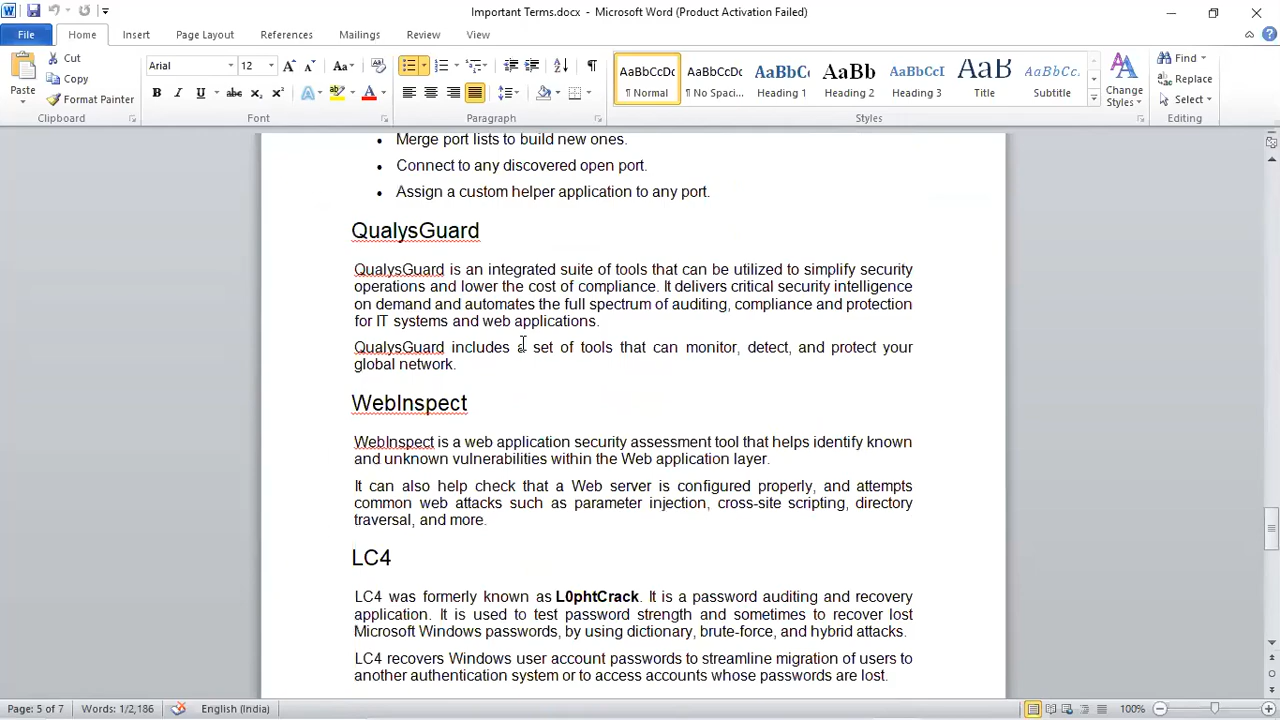 Important Terms.docx - Microsoft Word (Product Activation Failed)
File Home Insert Page Layout References Mailings Review View
Paste
Cut
Copy
Format Painter
Clipboard
Arial 12
Aa
B I U abc x₂ x² A A
Font
Paragraph
AaBbCcDc AaBbCcDc AaBbC AaBb AaBbCcI AaB AaBbCcDc
¶ Normal ¶ No Spaci... Heading 1 Heading 2 Heading 3 Title Subtitle
Change Styles
Styles
Find
Replace
Select
Editing
• Merge port lists to build new ones.
• Connect to any discovered open port.
• Assign a custom helper application to any port.
QualysGuard
QualysGuard is an integrated suite of tools that can be utilized to simplify security
operations and lower the cost of compliance. It delivers critical security intelligence
on demand and automates the full spectrum of auditing, compliance and protection
for IT systems and web applications.
QualysGuard includes a set of tools that can monitor, detect, and protect your
global network.
WebInspect
WebInspect is a web application security assessment tool that helps identify known
and unknown vulnerabilities within the Web application layer.
It can also help check that a Web server is configured properly, and attempts
common web attacks such as parameter injection, cross-site scripting, directory
traversal, and more.
LC4
LC4 was formerly known as L0phtCrack. It is a password auditing and recovery
application. It is used to test password strength and sometimes to recover lost
Microsoft Windows passwords, by using dictionary, brute-force, and hybrid attacks.
LC4 recovers Windows user account passwords to streamline migration of users to
another authentication system or to access accounts whose passwords are lost.
Page: 5 of 7 Words: 1/2,186 English (India) 100%